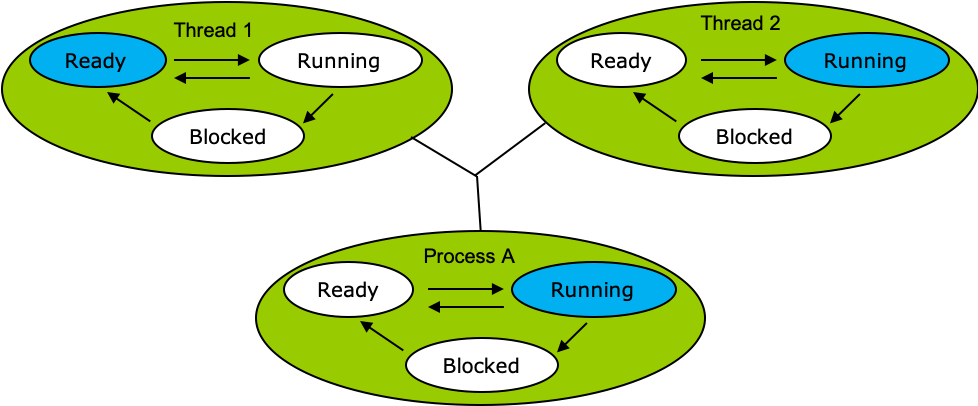 Thread 1
Ready
Running
Blocked
Thread 2
Ready
Running
Blocked
Process A
Ready
Running
Blocked